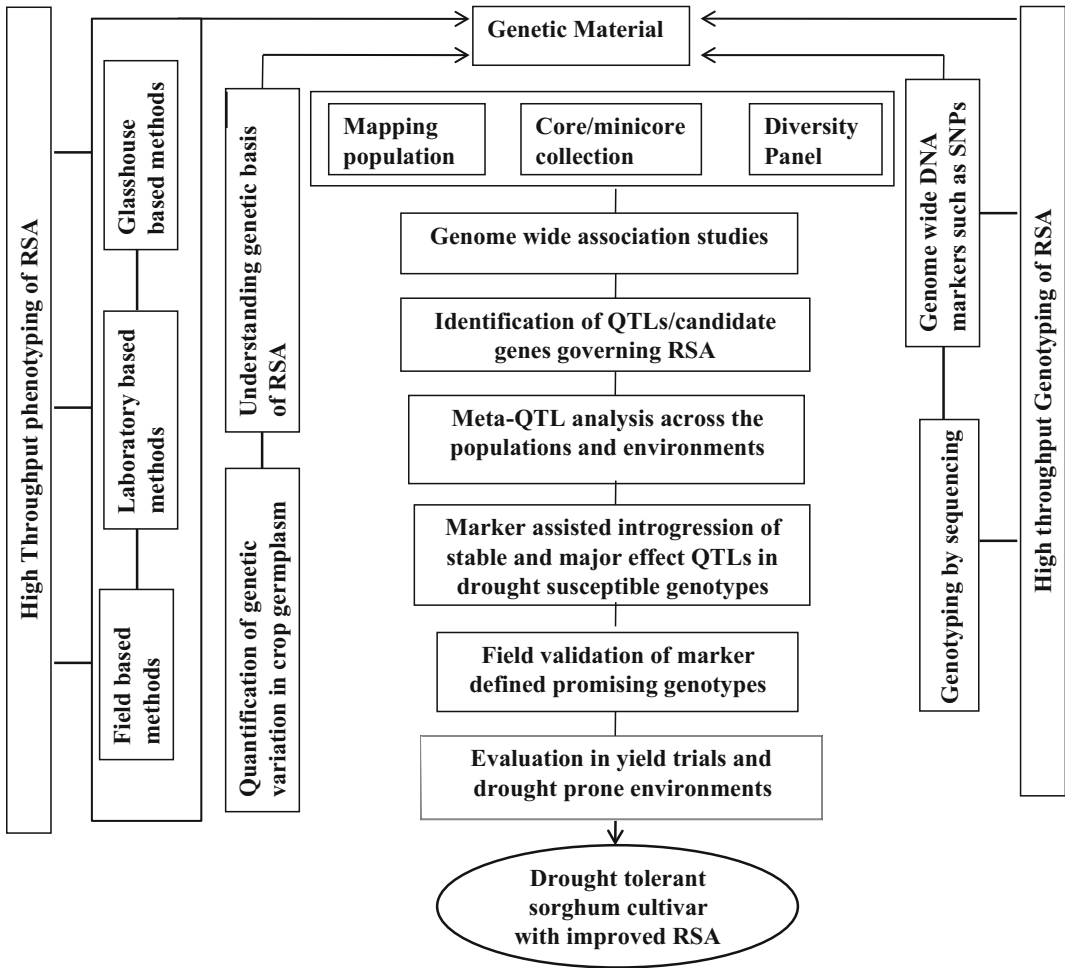 Genetic Material
High Throughput phenotyping of RSA
Glasshouse
based methods
Laboratory based
methods
Field based
methods
Understanding genetic basis
of RSA
Quantification of genetic
variation in crop germplasm
Mapping
population
Core/minicore
collection
Diversity
Panel
Genome wide association studies
Identification of QTLs/candidate
genes governing RSA
Meta-QTL analysis across the
populations and environments
Marker assisted introgression of
stable and major effect QTLs in
drought susceptible genotypes
Field validation of marker
defined promising genotypes
Evaluation in yield trials and
drought prone environments
Drought tolerant
sorghum cultivar
with improved RSA
Genome wide DNA
markers such as SNPs
Genotyping by sequencing
High throughput Genotyping of RSA